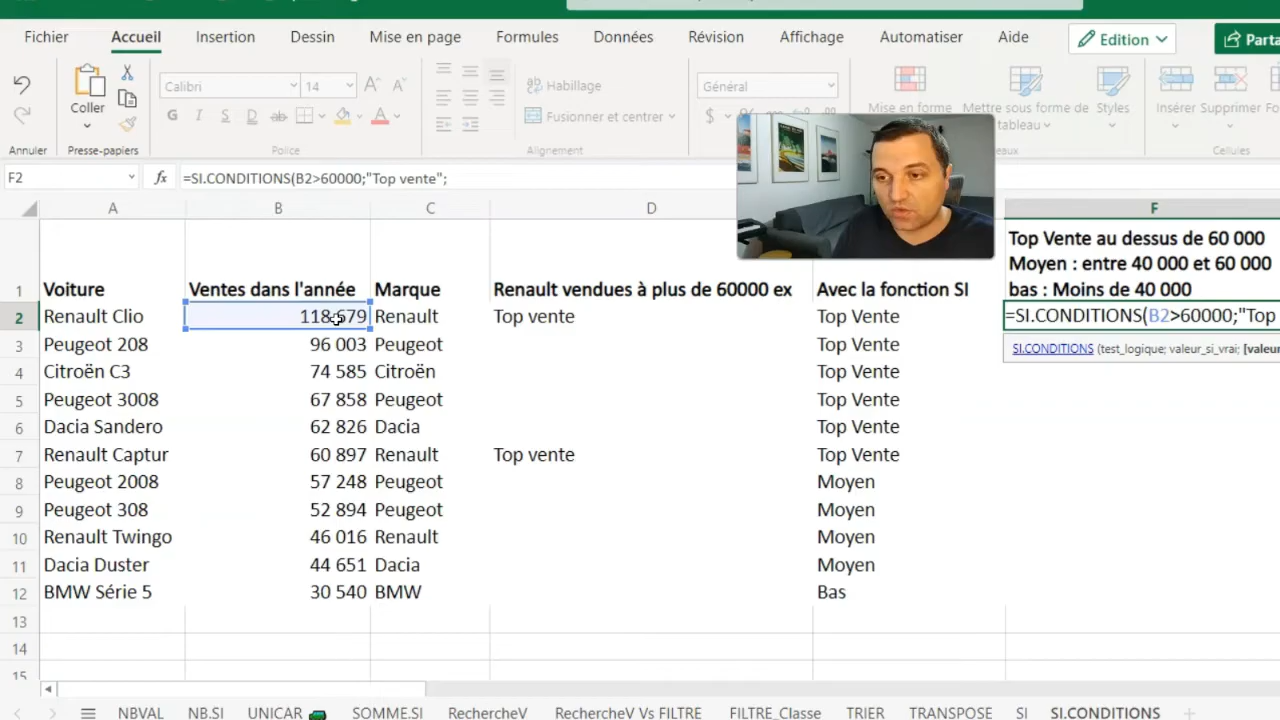 Fichier Accueil Insertion Dessin Mise en page Formules Données Révision Affichage Automatiser Aide Edition Parta
Calibri 14 Habillage Général
Coller Fusionner et centrer Mise en forme Mettre sous forme de tableau Styles Insérer Supprimer Fo
Annuler Presse-papiers Police Alignement Cellules
F2 fx =SI.CONDITIONS(B2>60000;"Top vente";
A B C D F
Top Vente au dessus de 60 000
Moyen : entre 40 000 et 60 000
1 Voiture Ventes dans l'année Marque Renault vendues à plus de 60000 ex Avec la fonction SI bas : Moins de 40 000
2 Renault Clio 118 679 Renault Top vente Top Vente =SI.CONDITIONS(B2>60000;"Top
3 Peugeot 208 96 003 Peugeot Top Vente SI.CONDITIONS (test_logique; valeur_si_vrai; [valeur
4 Citroën C3 74 585 Citroën Top Vente
5 Peugeot 3008 67 858 Peugeot Top Vente
6 Dacia Sandero 62 826 Dacia Top Vente
7 Renault Captur 60 897 Renault Top vente Top Vente
8 Peugeot 2008 57 248 Peugeot Moyen
9 Peugeot 308 52 894 Peugeot Moyen
10 Renault Twingo 46 016 Renault Moyen
11 Dacia Duster 44 651 Dacia Moyen
12 BMW Série 5 30 540 BMW Bas
13
14
15
NBVAL NB.SI UNICAR SOMME.SI RechercheV RechercheV Vs FILTRE FILTRE_Classe TRIER TRANSPOSE SI SI.CONDITIONS